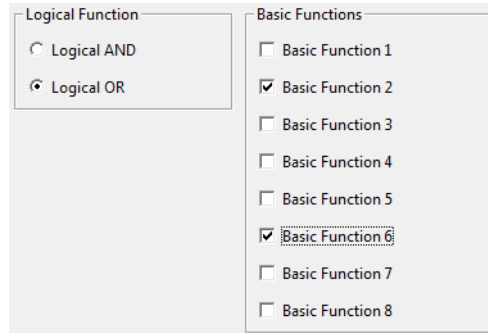 Logical Function
Logical AND
Logical OR
Basic Functions
Basic Function 1
Basic Function 2
Basic Function 3
Basic Function 4
Basic Function 5
Basic Function 6
Basic Function 7
Basic Function 8